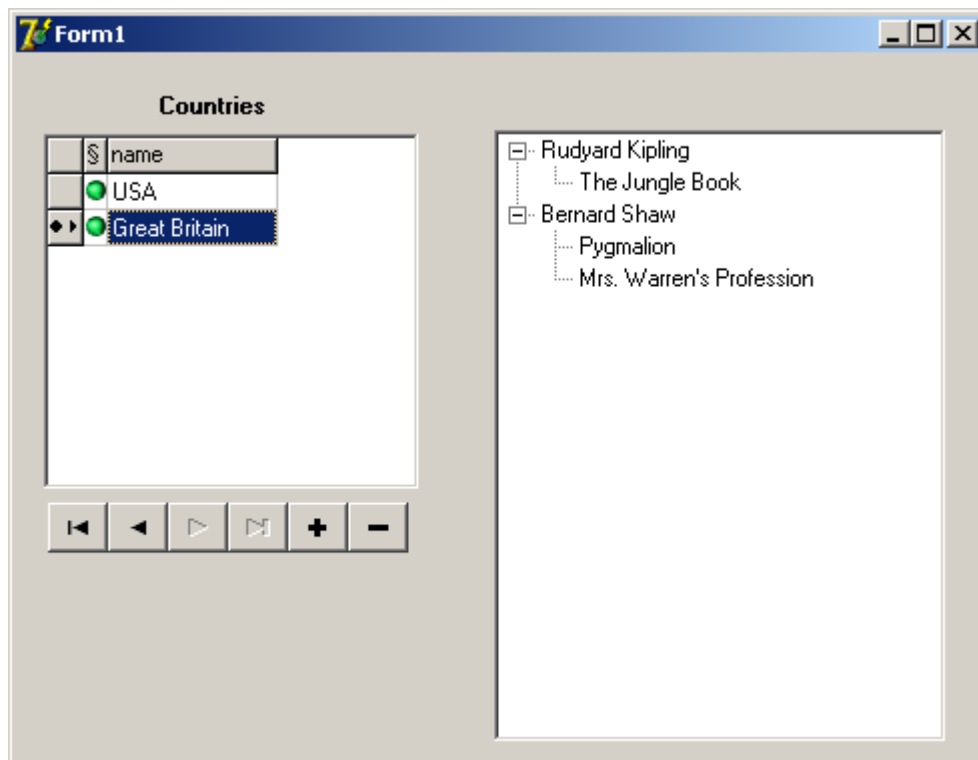 Form1
Countries
§ name
USA
Great Britain
Rudyard Kipling
The Jungle Book
Bernard Shaw
Pygmalion
Mrs. Warren's Profession